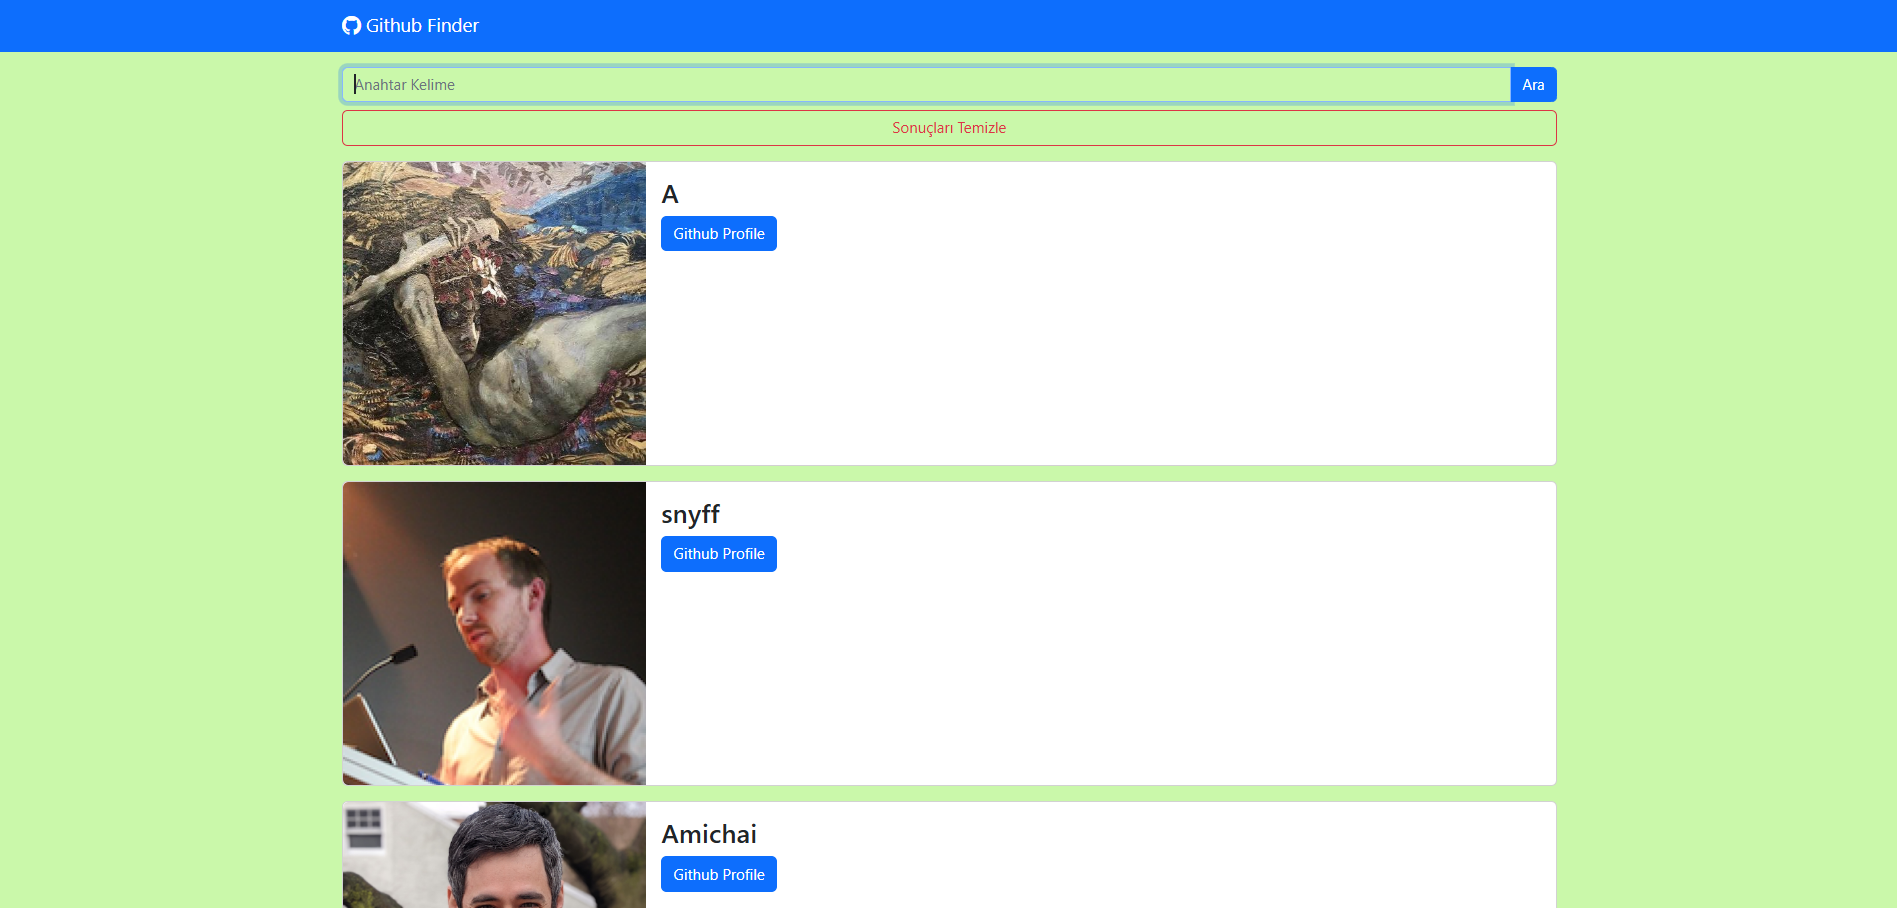 Github Finder
Anahtar Kelime
Ara
Sonuçları Temizle
A
Github Profile
snyff
Github Profile
Amichai
Github Profile